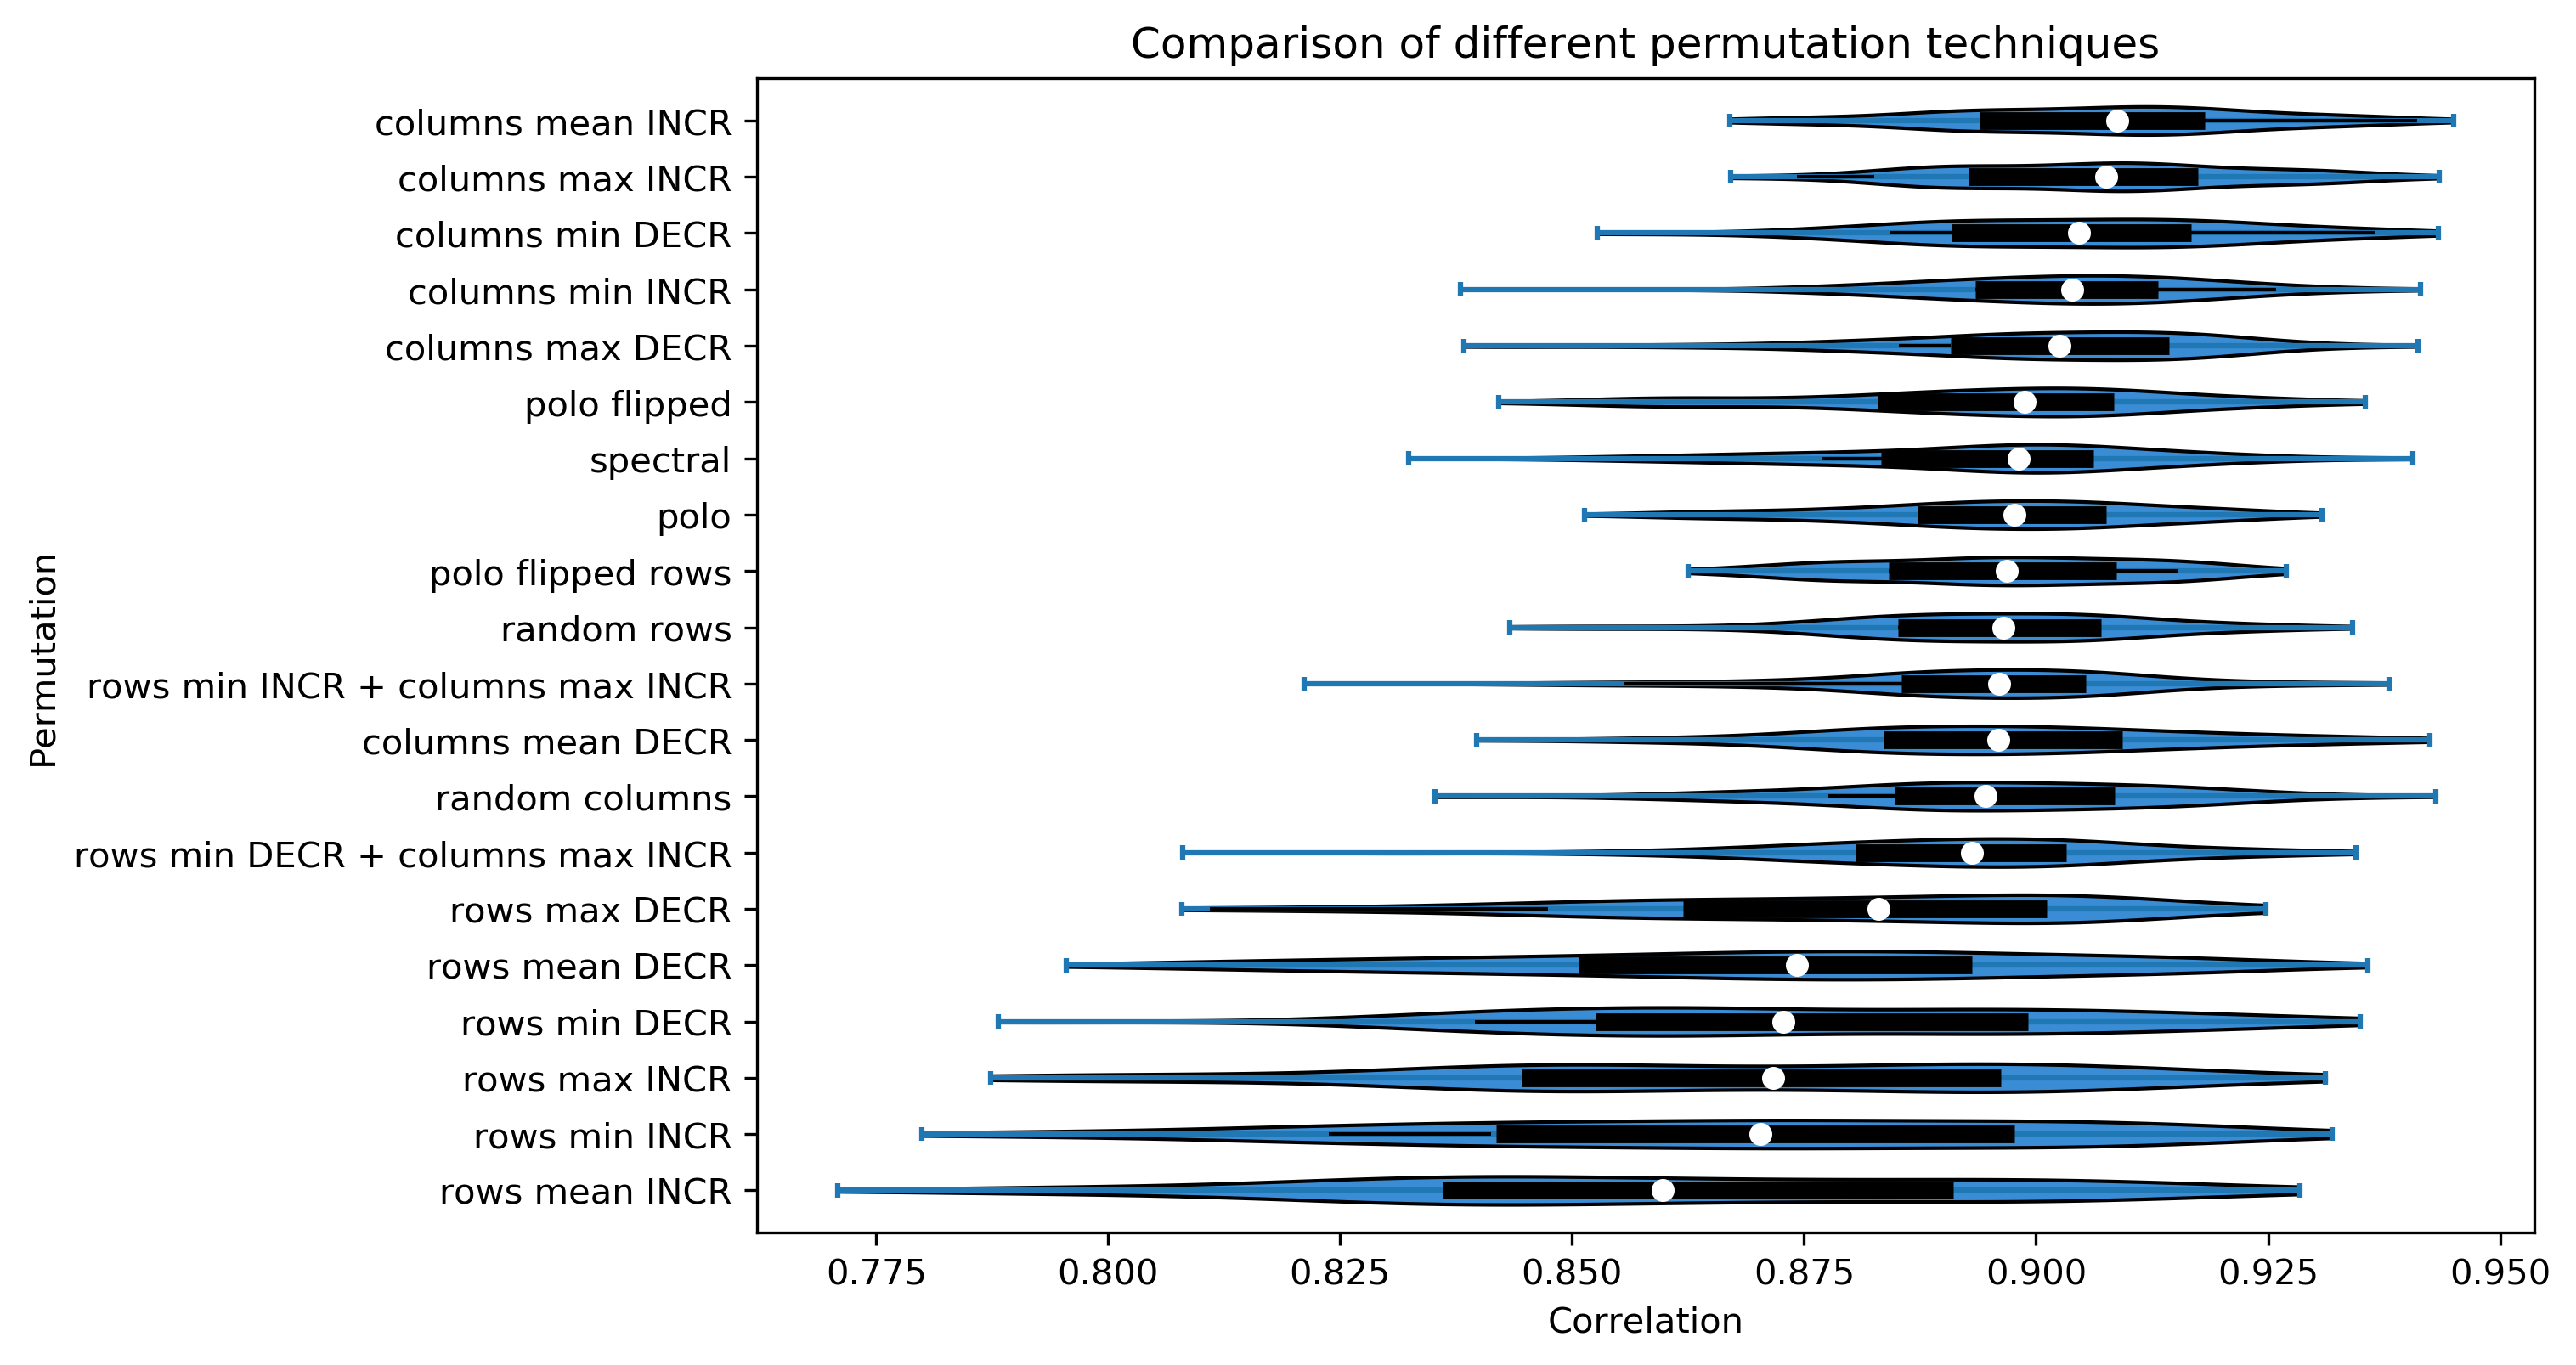 Comparison of different permutation techniques
Permutation
columns mean INCR
columns max INCR
columns min DECR
columns min INCR
columns max DECR
polo flipped
spectral
polo
polo flipped rows
random rows
rows min INCR + columns max INCR
columns mean DECR
random columns
rows min DECR + columns max INCR
rows max DECR
rows mean DECR
rows min DECR
rows max INCR
rows min INCR
rows mean INCR
0.775 0.800 0.825 0.850 0.875 0.900 0.925 0.950
Correlation